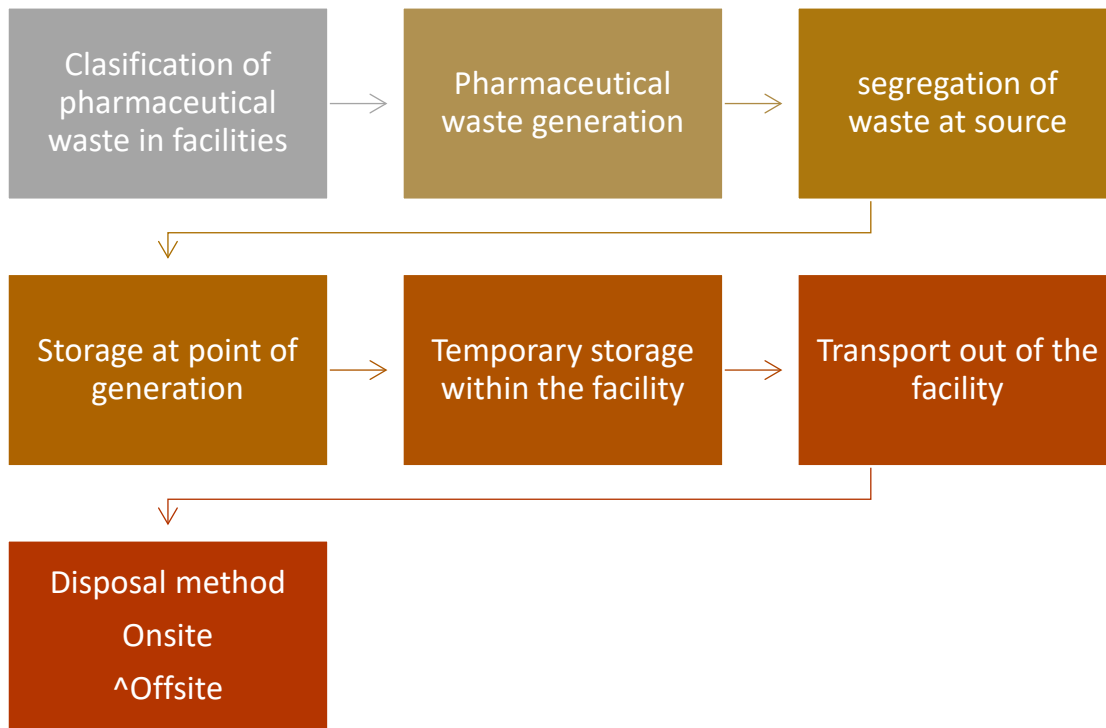 Clasification of
pharmaceutical
waste in facilities
Pharmaceutical
waste generation
segregation of
waste at source
Storage at point of
generation
Temporary storage
within the facility
Transport out of the
facility
Disposal method
Onsite
^Offsite